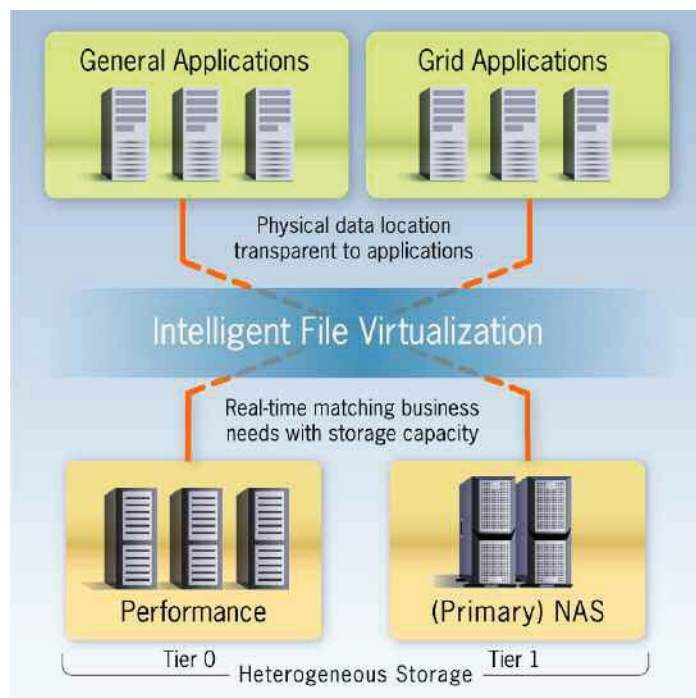 General Applications
Grid Applications
Physical data location
transparent to applications
Intelligent File Virtualization
Real-time matching business
needs with storage capacity
Performance
(Primary) NAS
Tier 0
Tier 1
Heterogeneous Storage